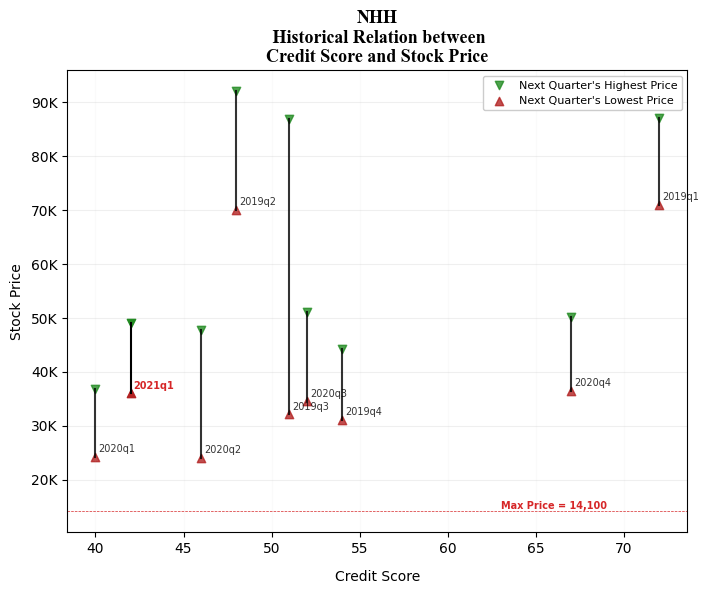 NHH
Historical Relation between
Credit Score and Stock Price
Next Quarter's Highest Price
Next Quarter's Lowest Price
90K
80K
70K
60K
50K
40K
30K
20K
Stock Price
2019q2
2019q1
2021q1
2020q3
2019q3
2019q4
2020q4
2020q1
2020q2
Max Price = 14,100
40
45
50
55
60
65
70
Credit Score